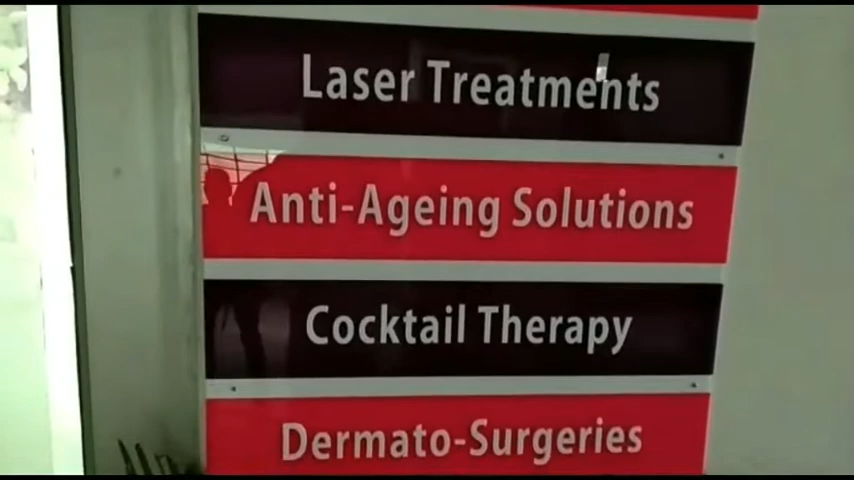 Laser Treatments
Anti-Ageing Solutions
Cocktail Therapy
Dermato-Surgeries